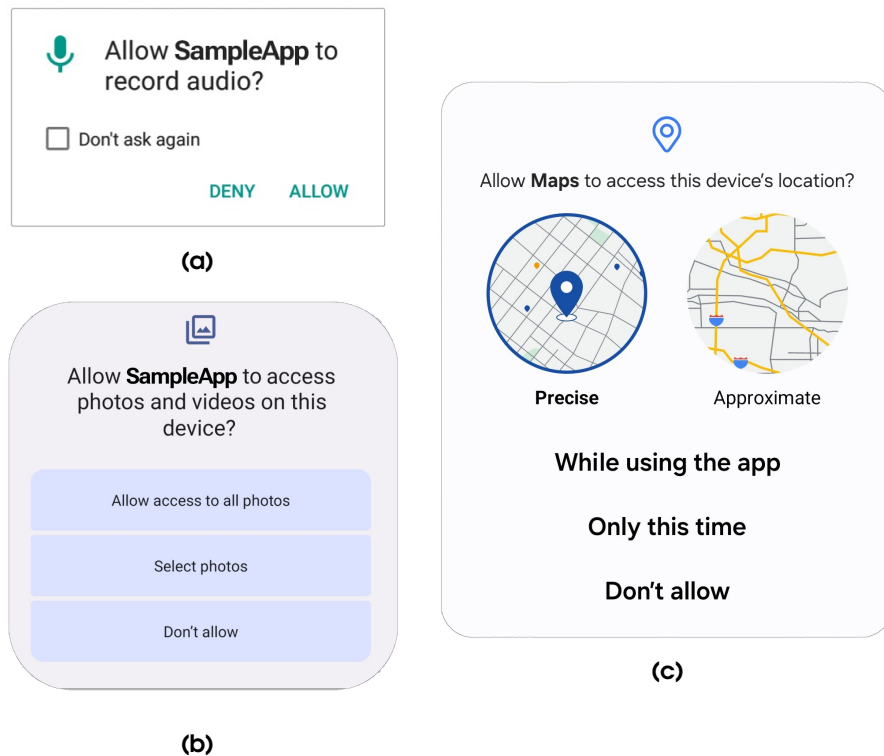 Allow SampleApp to
record audio?
Don't ask again
DENY ALLOW
(a)
Allow SampleApp to access
photos and videos on this
device?
Allow access to all photos
Select photos
Don't allow
(b)
Allow Maps to access this device's location?
Precise Approximate
While using the app
Only this time
Don't allow
(c)